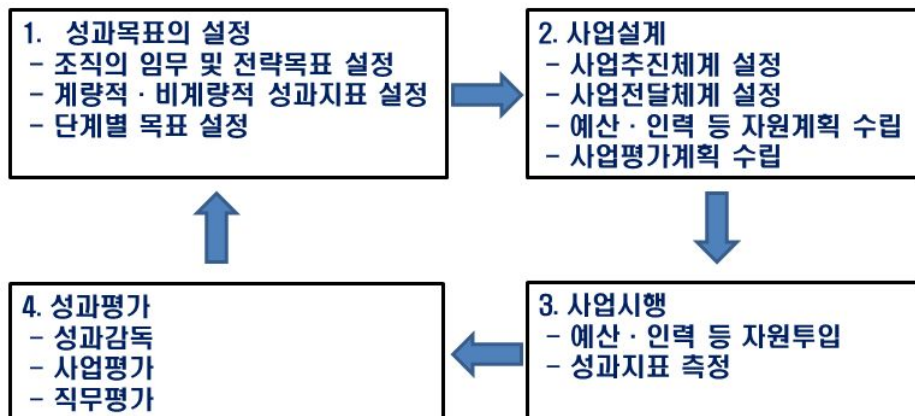 1. 성과목표의 설정
- 조직의 임무 및 전략목표 설정
- 계량적 · 비계량적 성과지표 설정
- 단계별 목표 설정
2. 사업설계
- 사업추진체계 설정
- 사업전달체계 설정
- 예산 · 인력 등 자원계획 수립
- 사업평가계획 수립
3. 사업시행
- 예산 · 인력 등 자원투입
- 성과지표 측정
4. 성과평가
- 성과감독
- 사업평가
- 직무평가